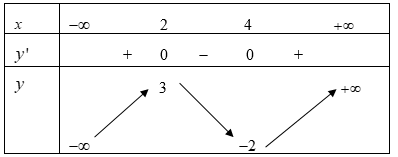 x −∞ 2 4 +∞
y' + 0 − 0 +
y 3 +∞
−∞ −2